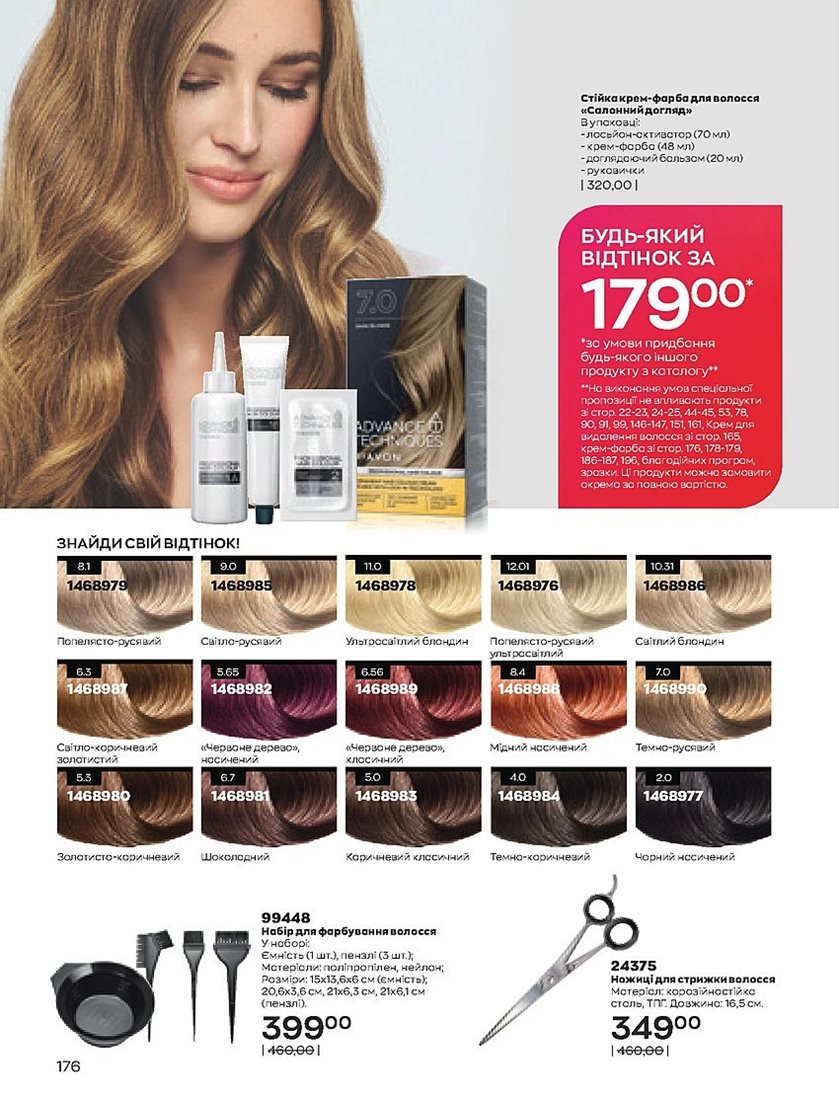 Стійка крем-фарба для волосся
«Салонний догляд»
В упаковці:
- лосьйон-активатор (70 мл)
- крем-фарба (48 мл)
- доглядаючий бальзам (20 мл)
- рукавички
| 320,00 |
БУДЬ-ЯКИЙ
ВІДТІНОК ЗА
179⁰⁰*
*за умови придбання
будь-якого іншого
продукту з каталогу**
**На виконання умов спеціальної
пропозиції не впливають продукти
зі стор. 22-23, 24-25, 44-45, 53, 78,
90, 91, 99, 146-147, 151, 161, Крем для
видалення волосся зі стор. 165,
крем-фарба зі стор. 176, 178-179,
186-187, 196, благодійних програм,
зразки. Ці продукти можна замовити
окремо за повною вартістю.
7.0
ADVANCE
TECHNIQUES
AVON
ЗНАЙДИ СВІЙ ВІДТІНОК!
8.1 9.0 11.0 12.01 10.31
1468979 1468985 1468978 1468976 1468986
Попелясто-русявий Світло-русявий Ультрасвітлий блондин Попелясто-русявий Світлий блондин
ультрасвітлий
6.3 5.65 6.56 8.4 7.0
1468987 1468982 1468989 1468988 1468990
Світло-коричневий «Червоне дерево», «Червоне дерево», Мідний насичений Темно-русявий
золотистий насичений класичний
5.3 6.7 5.0 4.0 2.0
1468980 1468981 1468983 1468984 1468977
Золотисто-коричневий Шоколадний Коричневий класичний Темно-коричневий Чорний насичений
99448
Набір для фарбування волосся
У наборі:
Ємність (1 шт.), пензлі (3 шт.);
Матеріали: поліпропілен, нейлон;
Розміри: 15х13,6х6 см (ємність);
20,6х3,6 см, 21х6,3 см, 21х6,1 см
(пензлі).
399⁰⁰
| 460,00 |
24375
Ножиці для стрижки волосся
Матеріал: корозійностійка
сталь, ТПГ. Довжина: 16,5 см.
349⁰⁰
| 460,00 |
176